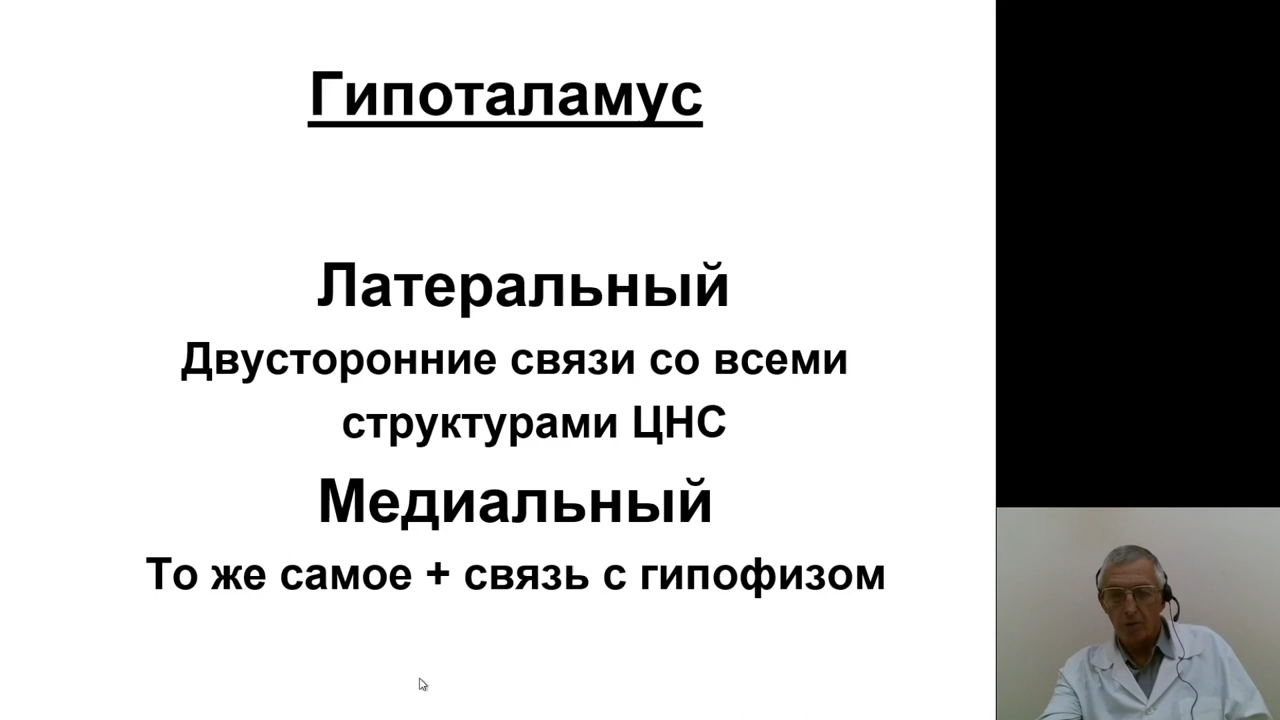 Гипоталамус
Латеральный
Двусторонние связи со всеми
структурами ЦНС
Медиальный
То же самое + связь с гипофизом